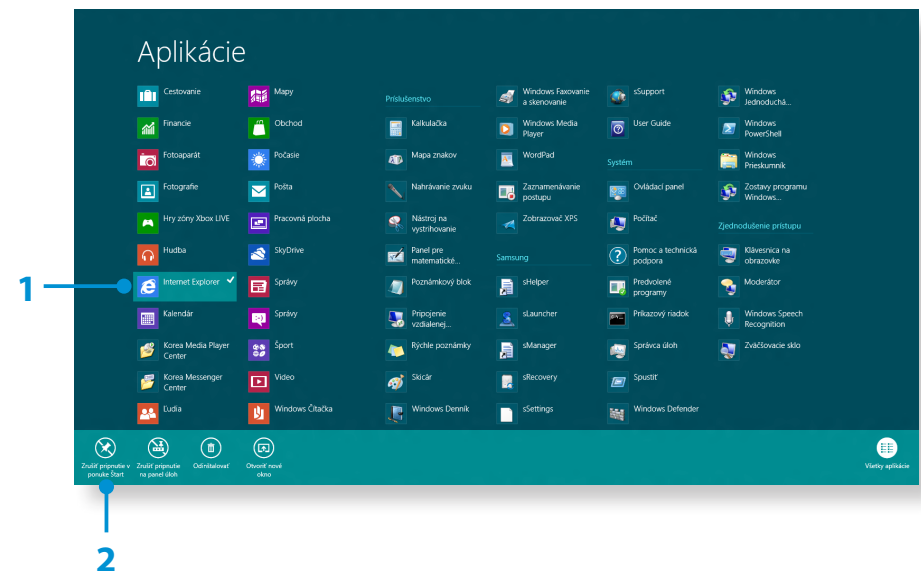 Aplikácie
Cestovanie
Financie
Fotoaparát
Fotografie
Hry zóny Xbox LIVE
Hudba
Internet Explorer
Kalendár
Korea Media Player
Center
Korea Messenger
Center
Ľudia
Mapy
Obchod
Počasie
Pošta
Pracovná plocha
SkyDrive
Správy
Správy
Šport
Video
Windows Čítačka
Príslušenstvo
Kalkulačka
Mapa znakov
Nahrávanie zvuku
Nástroj na
vystrihovanie
Panel pre
matematické...
Poznámkový blok
Pripojenie
vzdialenej...
Rýchle poznámky
Skicár
Windows Denník
Windows Faxovanie
a skenovanie
Windows Media
Player
WordPad
Zaznamenávanie
postupu
Zobrazovač XPS
Samsung
sHelper
sLauncher
sManager
sRecovery
sSettings
sSupport
User Guide
Systém
Ovládací panel
Počítač
Pomoc a technická
podpora
Predvolené
programy
Príkazový riadok
Správca úloh
Spustiť
Windows Defender
Windows
Jednoduchá...
Windows
PowerShell
Windows
Prieskumník
Zostavy programu
Windows...
Zjednodušenie prístupu
Klávesnica na
obrazovke
Moderátor
Windows Speech
Recognition
Zväčšovacie sklo
1
Zrušiť pripnutie v
ponuke Štart
Zrušiť pripnutie
na panel úloh
Odinštalovať
Otvoriť nové
okno
Všetky aplikácie
2